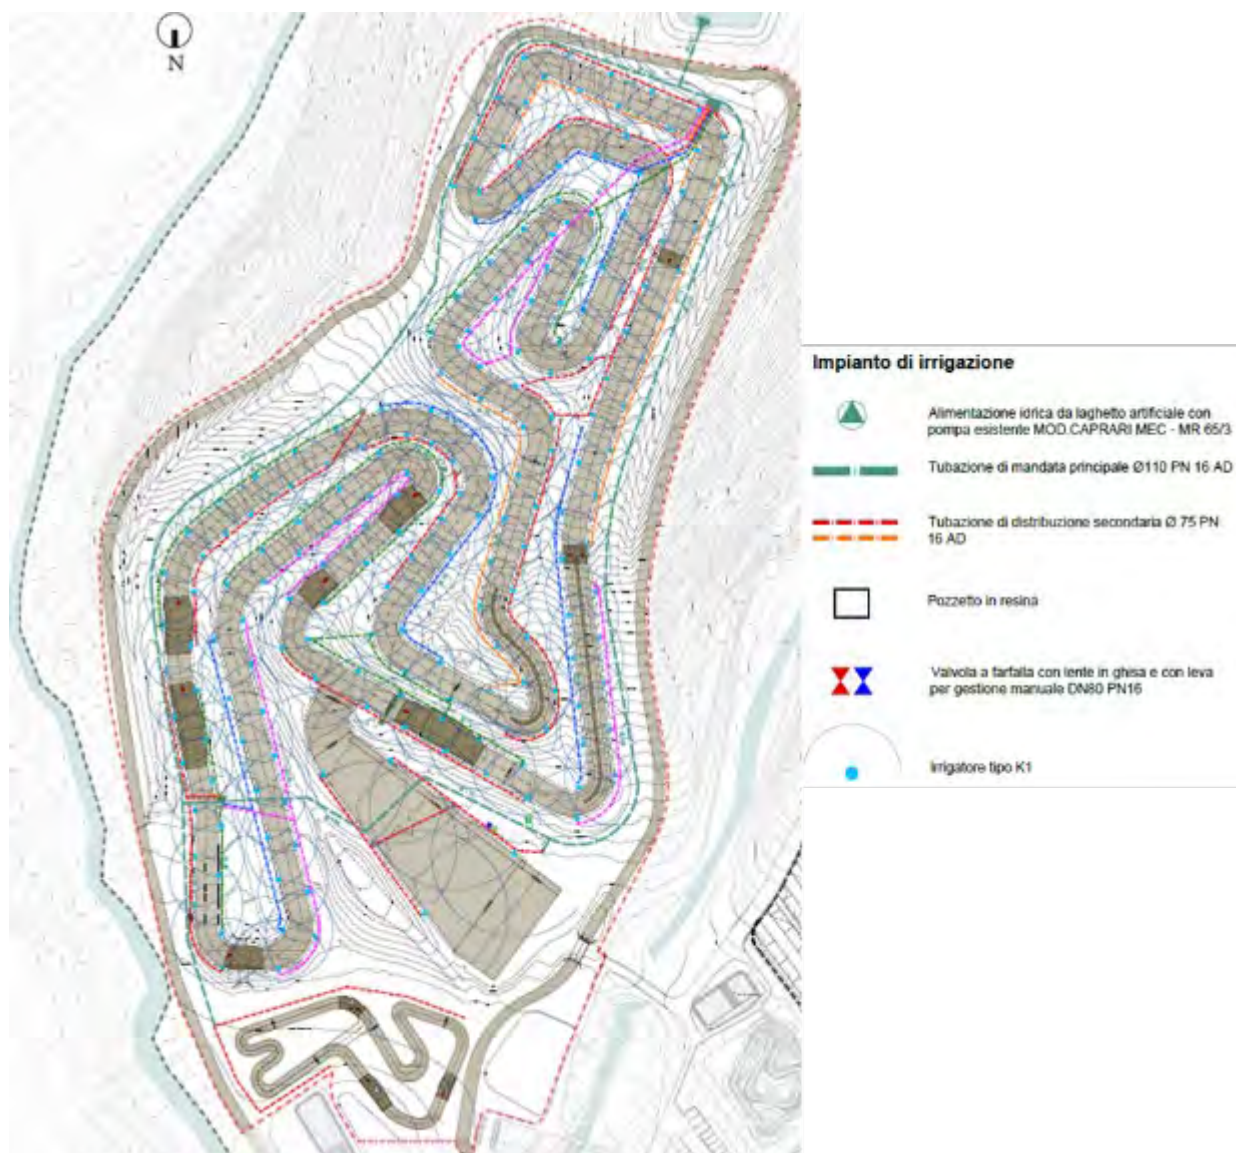 N
Impianto di irrigazione
Alimentazione idrica da laghetto artificiale con
pompa esistente MOD.CAPRARI MEC - MR 65/3
Tubazione di mandata principale Ø110 PN 16 AD
Tubazione di distribuzione secondaria Ø 75 PN
16 AD
Pozzetto in resina
Valvola a farfalla con lente in ghisa e con leva
per gestione manuale DN80 PN16
Irrigatore tipo K1